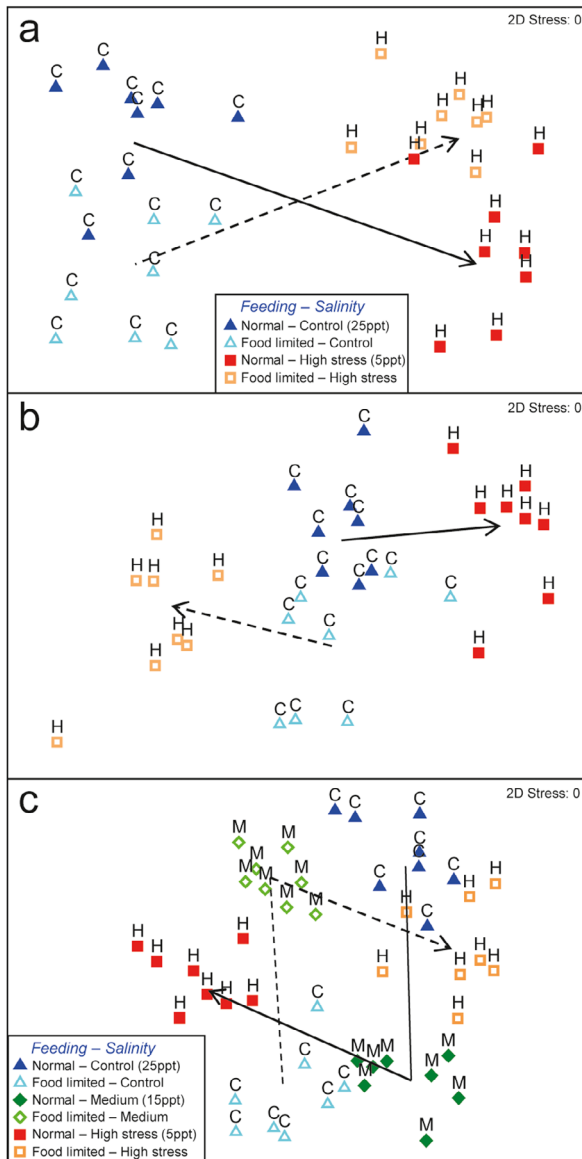 a
2D Stress: 0
C C H
C C C H H
C C H H H
H H H H
C H
C C C H
C H H
C C H
C C C H H
Feeding – Salinity
Normal – Control (25ppt)
Food limited – Control
Normal – High stress (5ppt)
Food limited – High stress
b
2D Stress: 0
C H
C H
C C H H H H
H C
H H H C C C C
C C C H
H H C C H
H
H C C C
c
2D Stress: 0
C C C
M M C
M M M M C C H H
M M H C
H H H H H
H H H H C H
H H
C M M M M M
C C C M M
C C C M
Feeding – Salinity
Normal – Control (25ppt)
Food limited – Control
Normal – Medium (15ppt)
Food limited – Medium
Normal – High stress (5ppt)
Food limited – High stress